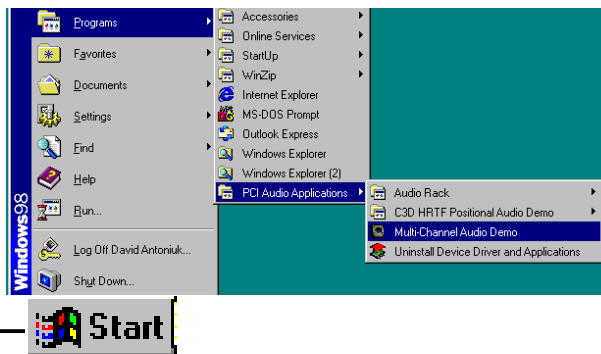 Programs
Favorites
Documents
Settings
Find
Help
Run...
Log Off David Antoniuk...
Shut Down...
Windows98
Accessories
Online Services
StartUp
WinZip
Internet Explorer
MS-DOS Prompt
Outlook Express
Windows Explorer
Windows Explorer (2)
PCI Audio Applications
Audio Rack
C3D HRTF Positional Audio Demo
Multi-Channel Audio Demo
Uninstall Device Driver and Applications
Start